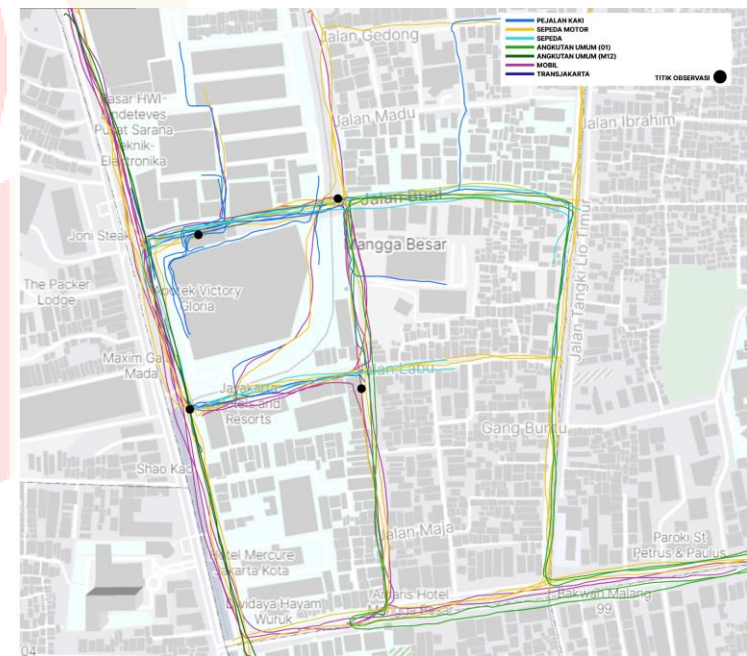 PEJALAN KAKI
SEPEDA MOTOR
SEPEDA
ANGKUTAN UMUM (01)
ANGKUTAN UMUM (M12)
MOBIL
TRANSJAKARTA
TITIK OBSERVASI
Jalan Gedong
Jalan Madu
Jalan Ibrahim
Pasar HWI-
Lindeteves
Pusat Sarana
Teknik-
Elektronika
Jalan Buni
Joni Steak
Mangga Besar
The Packer
Lodge
Apotek Victory
Gloria
Jalan Tangki Lio Timur
Maxim Gajah
Mada
Jalan Labu
Jayakarta
Hotels and
Resorts
Gang Buntu
Shao Kao
Jalan Maja
Hotel Mercure
Jakarta Kota
Paroki St
Petrus & Paulus
Amaris Hotel
Mangga Besar
Bakwan Malang
99
Hayam
Wuruk
04